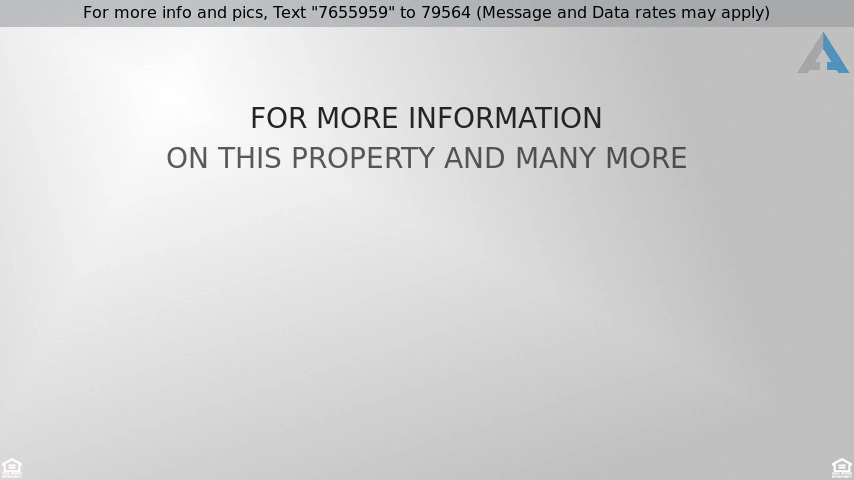 For more info and pics, Text "7655959" to 79564 (Message and Data rates may apply)
FOR MORE INFORMATION
ON THIS PROPERTY AND MANY MORE